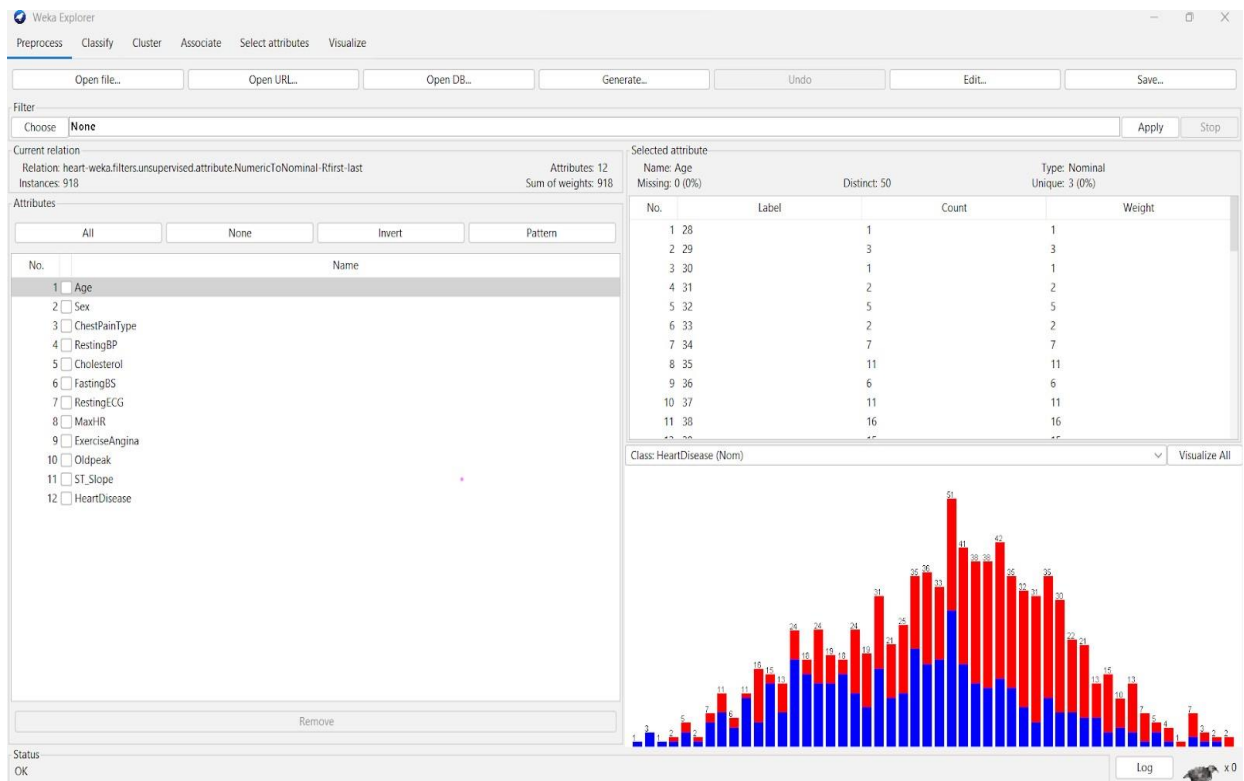 Weka Explorer
Preprocess Classify Cluster Associate Select attributes Visualize
Open file... Open URL... Open DB... Generate... Undo Edit... Save...
Filter
Choose None Apply Stop
Current relation
Relation: heart-weka.filters.unsupervised.attribute.NumericToNominal-Rfirst-last Attributes: 12
Instances: 918 Sum of weights: 918
Selected attribute
Name: Age Type: Nominal
Missing: 0 (0%) Distinct: 50 Unique: 3 (0%)
Attributes
All None Invert Pattern
No. Name
1 Age
2 Sex
3 ChestPainType
4 RestingBP
5 Cholesterol
6 FastingBS
7 RestingECG
8 MaxHR
9 ExerciseAngina
10 Oldpeak
11 ST_Slope
12 HeartDisease
Remove
No. Label Count Weight
1 28 1 1
2 29 3 3
3 30 1 1
4 31 2 2
5 32 5 5
6 33 2 2
7 34 7 7
8 35 11 11
9 36 6 6
10 37 11 11
11 38 16 16
Class: HeartDisease (Nom) Visualize All
1 3 1 2 5 2 7 11 6 11 16 15 13 24 18 24 19 18 24 19 31 21 25 35 36 33 51 41 38 38 42 35 32 31 35 30 22 21 13 15 10 13 7 5 4 1 7 2 2 2
Status
OK
Log x 0